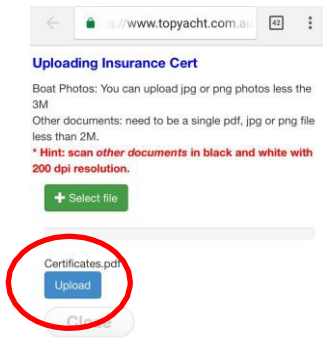 s://www.topyacht.com.au
42
Uploading Insurance Cert
Boat Photos: You can upload jpg or png photos less the
3M
Other documents: need to be a single pdf, jpg or png file
less than 2M.
* Hint: scan other documents in black and white with
200 dpi resolution.
+ Select file
Certificates.pdf
Upload
Close